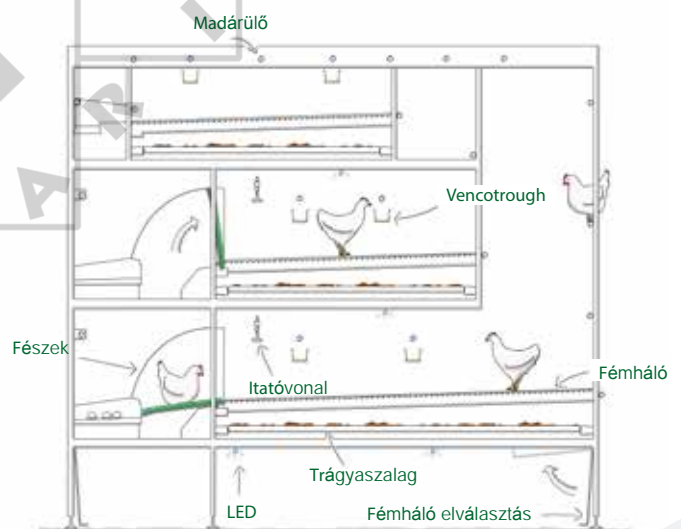 Madárülő
Vencotrough
Fészek
Itatóvonal
Fémháló
Trágyaszalag
LED
Fémháló elválasztás